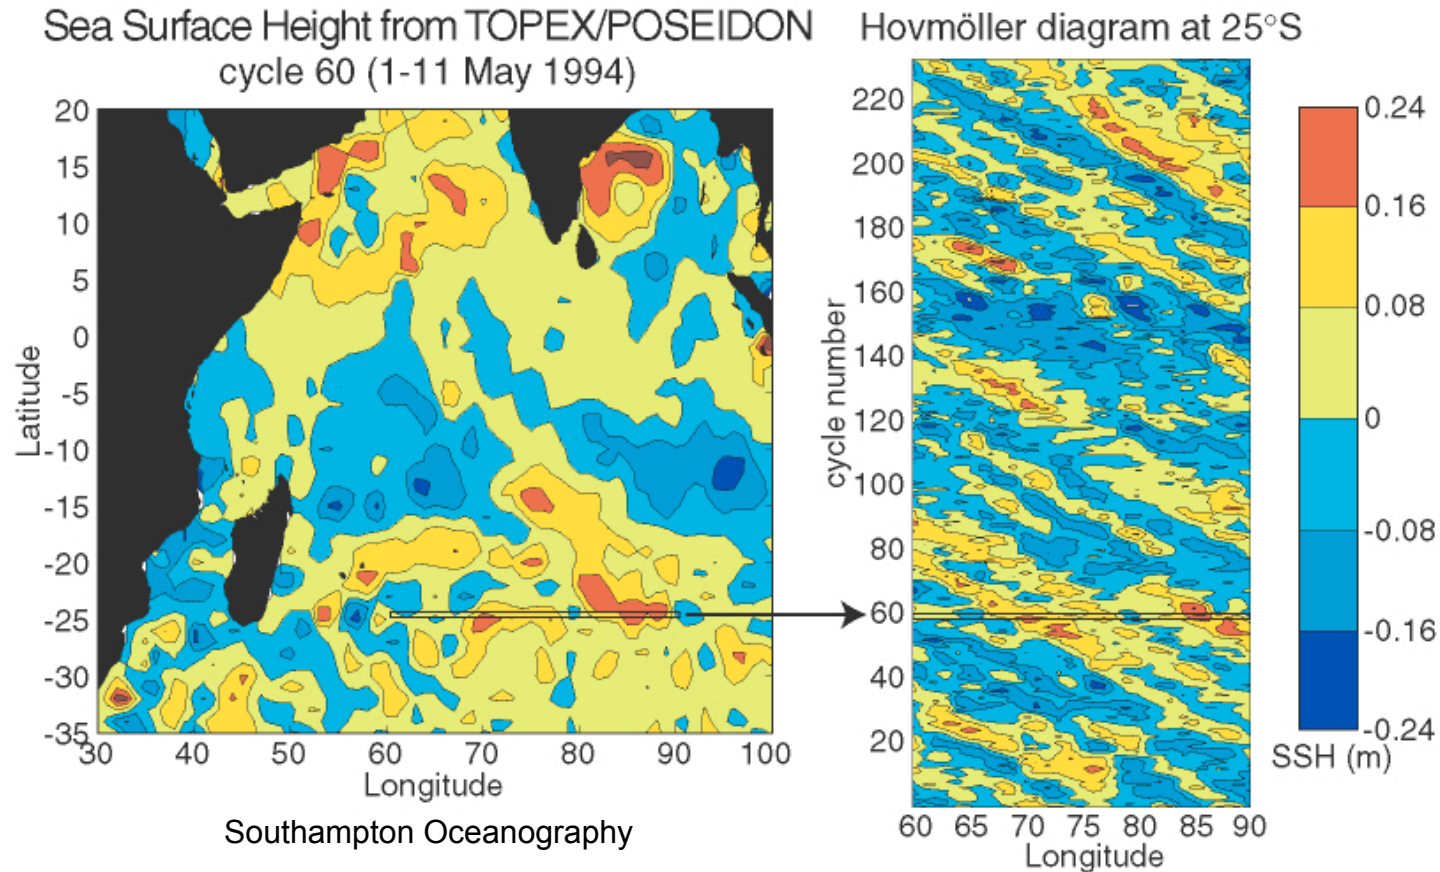 Sea Surface Height from TOPEX/POSEIDON
cycle 60 (1-11 May 1994)
20
15
10
5
0
-5
-10
-15
-20
-25
-30
-35
Latitude
30 40 50 60 70 80 90 100
Longitude
Southampton Oceanography
Hovmöller diagram at 25°S
220
200
180
160
140
120
100
80
60
40
20
cycle number
60 65 70 75 80 85 90
Longitude
0.24
0.16
0.08
0
-0.08
-0.16
-0.24
SSH (m)